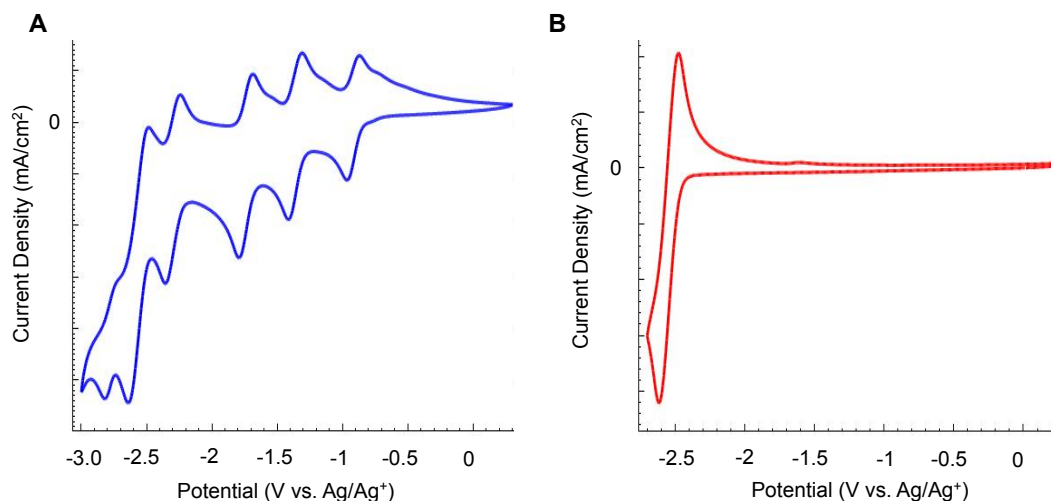 A
B
Current Density (mA/cm²)
0
-3.0 -2.5 -2 -1.5 -1 -0.5 0
Potential (V vs. Ag/Ag⁺)
Current Density (mA/cm²)
0
-2.5 -2 -1.5 -1 -0.5 0
Potential (V vs. Ag/Ag⁺)